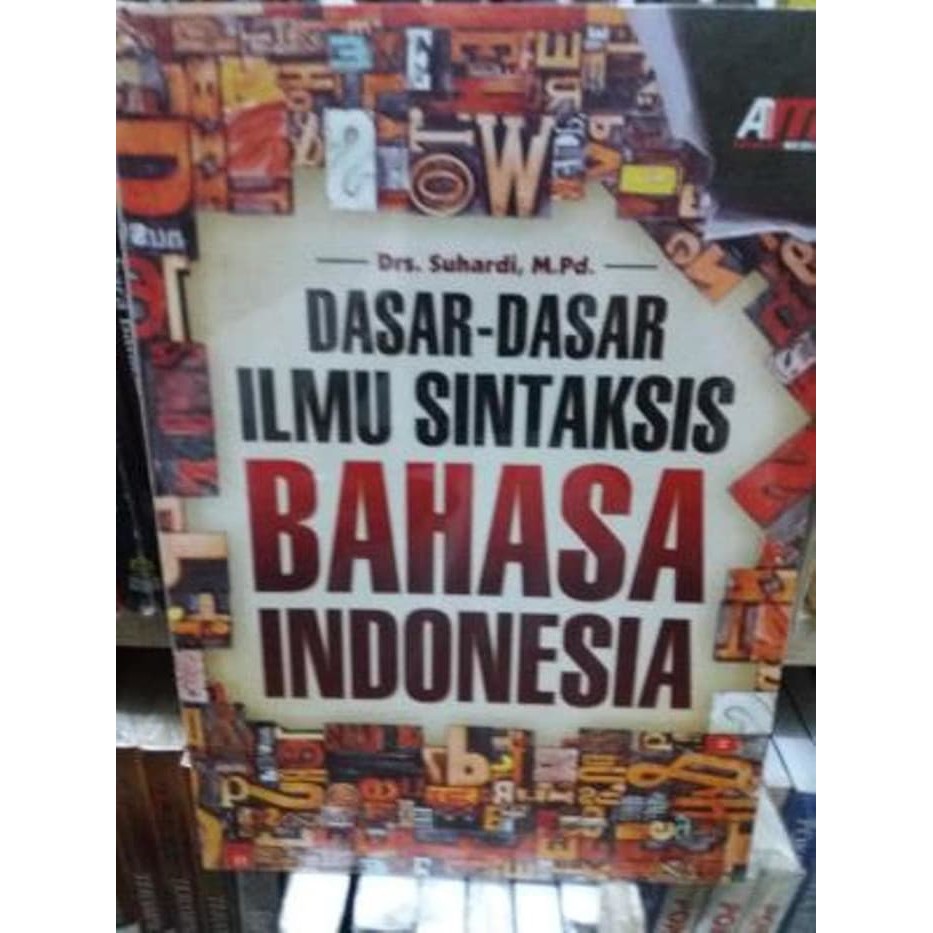 Drs. Suhardi, M.Pd.
DASAR-DASAR
ILMU SINTAKSIS
BAHASA
INDONESIA